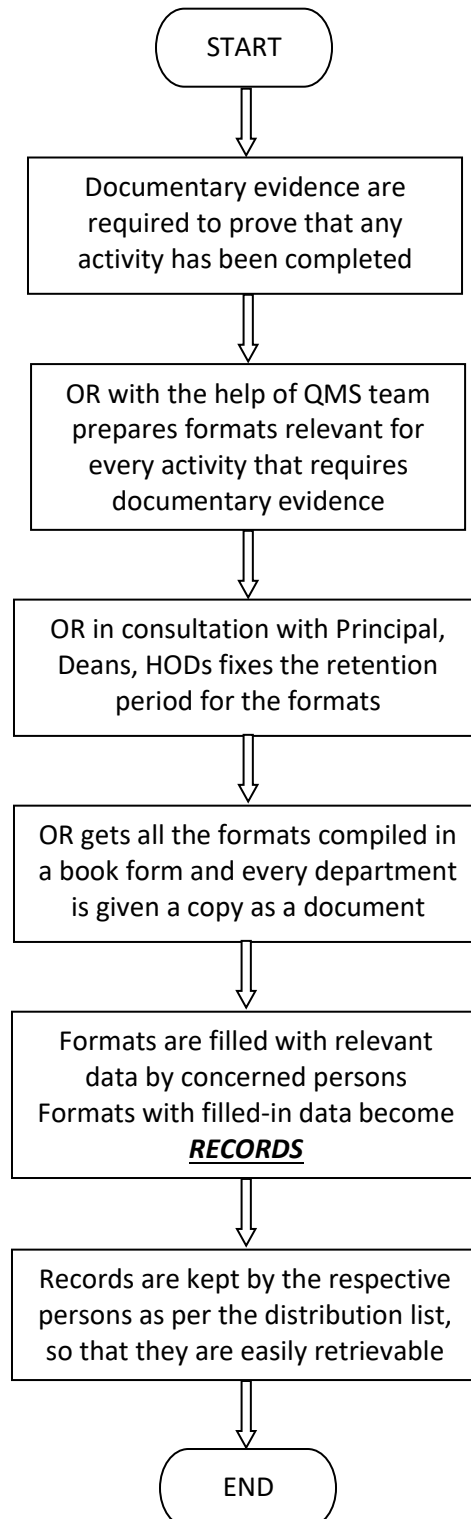 START
Documentary evidence are
required to prove that any
activity has been completed
OR with the help of QMS team
prepares formats relevant for
every activity that requires
documentary evidence
OR in consultation with Principal,
Deans, HODs fixes the retention
period for the formats
OR gets all the formats compiled in
a book form and every department
is given a copy as a document
Formats are filled with relevant
data by concerned persons
Formats with filled-in data become
RECORDS
Records are kept by the respective
persons as per the distribution list,
so that they are easily retrievable
END